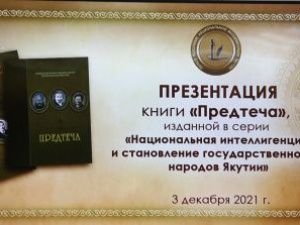 ПРЕДТЕЧА
ПРЕЗЕНТАЦИЯ
книги «Предтеча»,
изданной в серии
«Национальная интеллигенци
и становление государственно
народов Якутии»
3 декабря 2021 г.